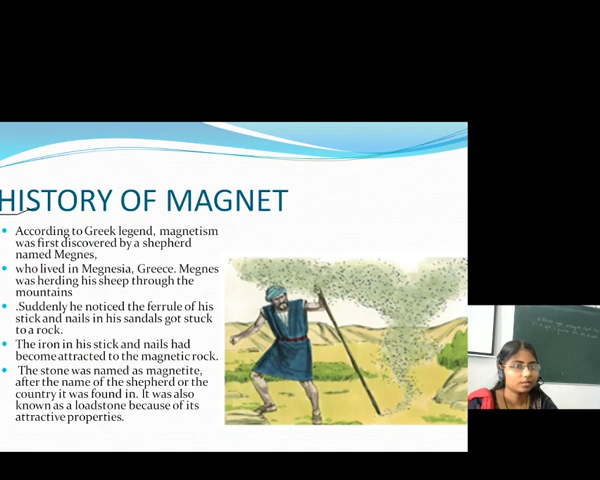 HISTORY OF MAGNET
According to Greek legend, magnetism
was first discovered by a shepherd
named Megnes,
who lived in Megnesia, Greece. Megnes
was herding his sheep through the
mountains
.Suddenly he noticed the ferrule of his
stick and nails in his sandals got stuck
to a rock.
The iron in his stick and nails had
become attracted to the magnetic rock.
The stone was named as magnetite,
after the name of the shepherd or the
country it was found in. It was also
known as a loadstone because of its
attractive properties.